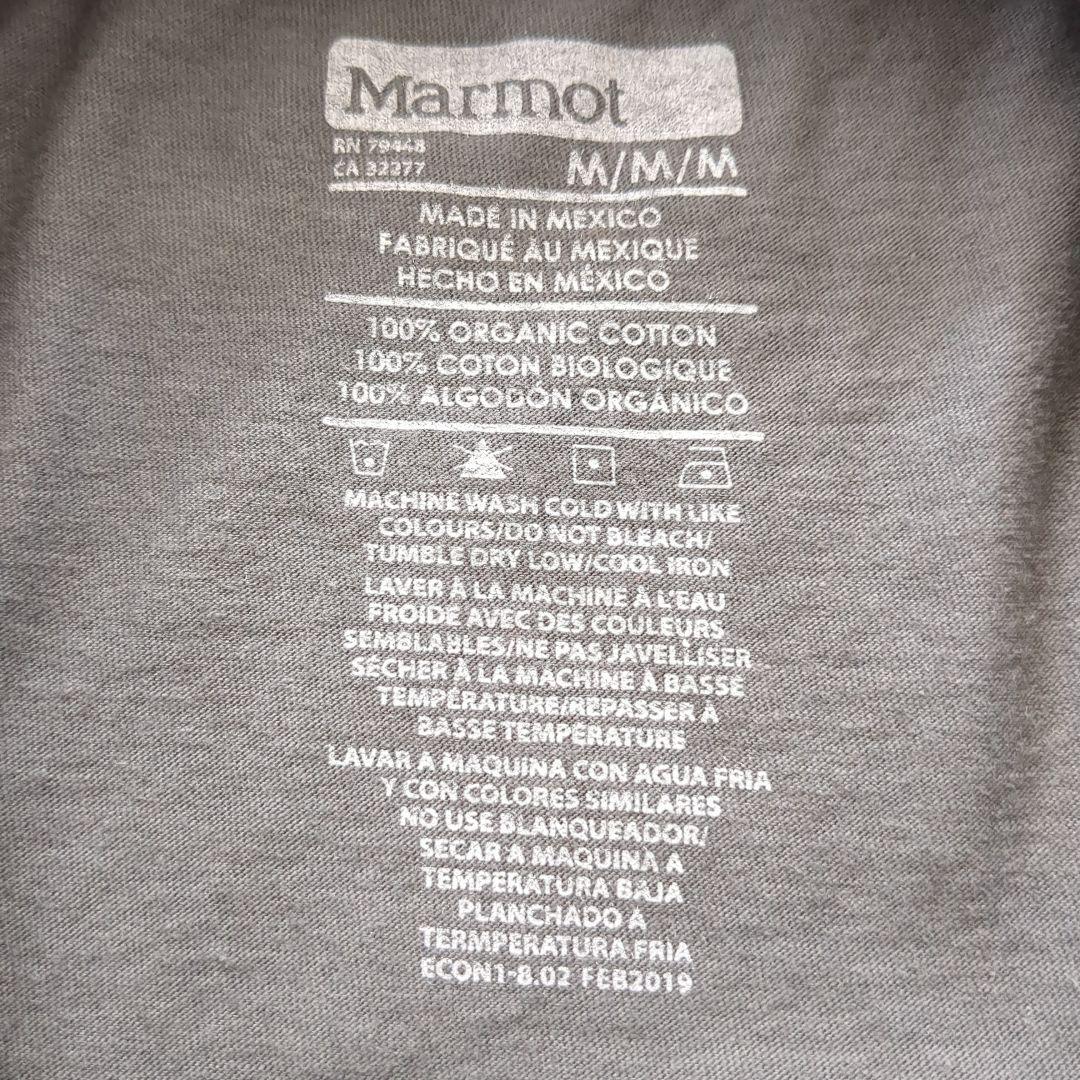 Marmot
RN 79448
CA 32277
M/M/M
MADE IN MEXICO
FABRIQUÉ AU MEXIQUE
HECHO EN MÉXICO
100% ORGANIC COTTON
100% COTON BIOLOGIQUE
100% ALGODÓN ORGÁNICO
MACHINE WASH COLD WITH LIKE
COLOURS/DO NOT BLEACH/
TUMBLE DRY LOW/COOL IRON
LAVER À LA MACHINE À L'EAU
FROIDE AVEC DES COULEURS
SEMBLABLES/NE PAS JAVELLISER
SÉCHER À LA MACHINE À BASSE
TEMPÉRATURE/REPASSER À
BASSE TEMPÉRATURE
LAVAR A MAQUINA CON AGUA FRIA
Y CON COLORES SIMILARES
NO USE BLANQUEADOR/
SECAR A MAQUINA A
TEMPERATURA BAJA
PLANCHADO A
TERMPERATURA FRIA
ECON1-8.02 FEB2019